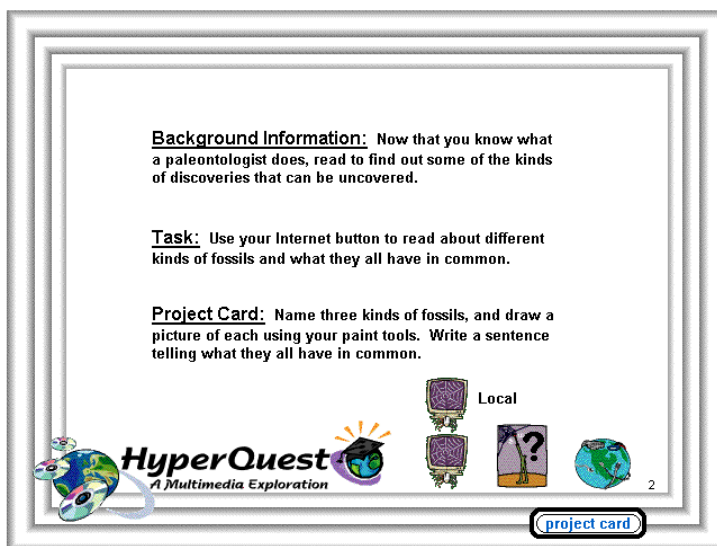 Background Information: Now that you know what
a paleontologist does, read to find out some of the kinds
of discoveries that can be uncovered.
Task: Use your Internet button to read about different
kinds of fossils and what they all have in common.
Project Card: Name three kinds of fossils, and draw a
picture of each using your paint tools. Write a sentence
telling what they all have in common.
Local
?
HyperQuest
A Multimedia Exploration
2
project card